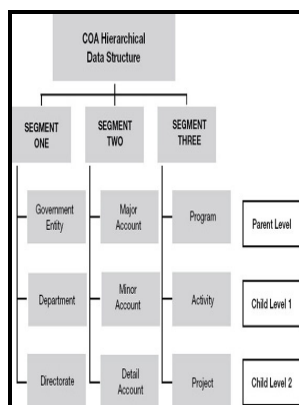 COA Hierarchical
Data Structure
SEGMENT
ONE
SEGMENT
TWO
SEGMENT
THREE
Government
Entity
Major
Account
Program
Parent Level
Department
Minor
Account
Activity
Child Level 1
Directorate
Detail
Account
Project
Child Level 2